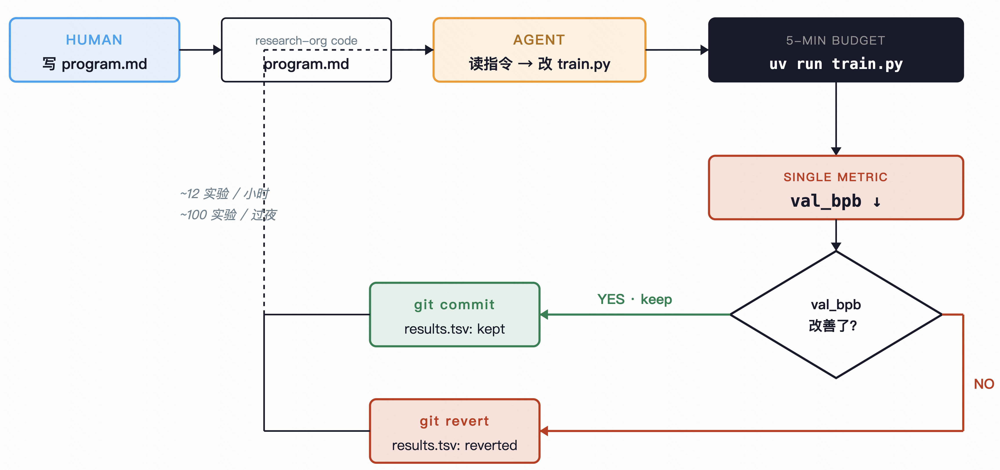 HUMAN
写 program.md
research-org code
program.md
AGENT
读指令 → 改 train.py
5-MIN BUDGET
uv run train.py
SINGLE METRIC
val_bpb ↓
~12 实验 / 小时
~100 实验 / 过夜
val_bpb
改善了?
YES · keep
git commit
results.tsv: kept
NO
git revert
results.tsv: reverted